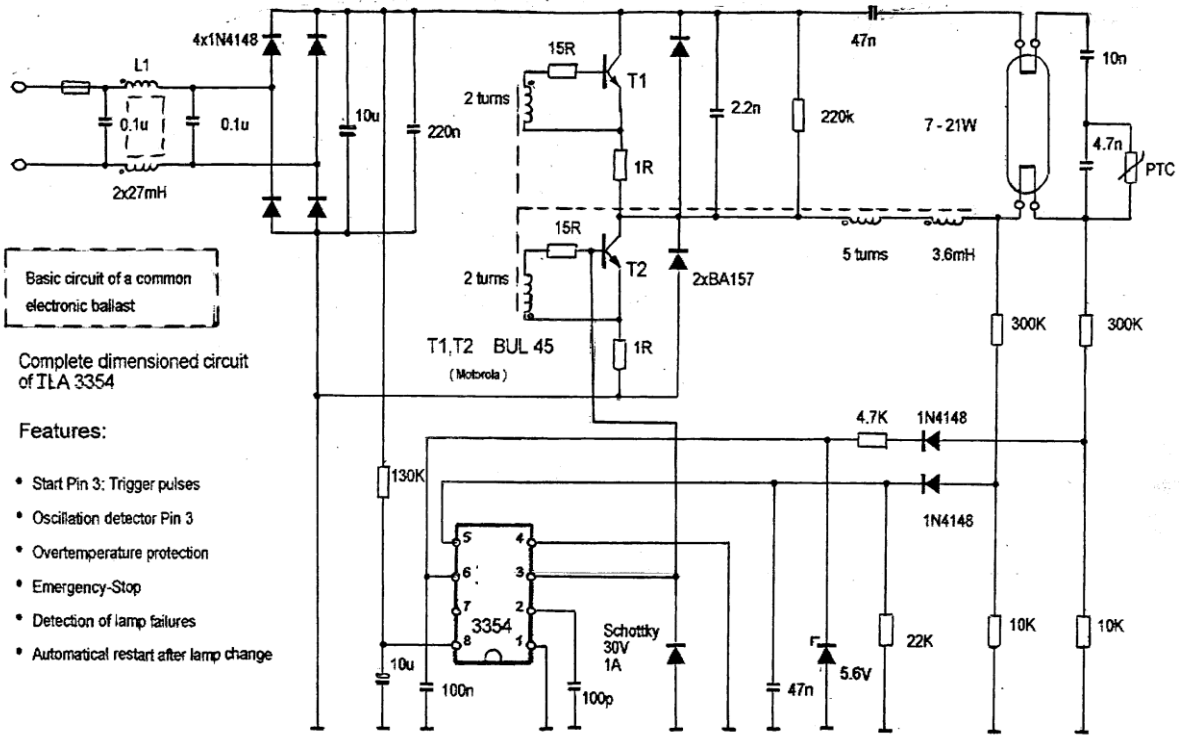 4x1N4148
L1
0.1u
0.1u
2x27mH
10u
220n
15R
2 turns
T1
1R
2.2n
220k
47n
7 - 21W
10n
4.7n
PTC
15R
2 turns
T2
1R
2xBA157
5 turns
3.6mH
300K
300K
Basic circuit of a common
electronic ballast
T1,T2 BUL 45
( Motorola )
Complete dimensioned circuit
of TLA 3354
Features:
• Start Pin 3: Trigger pulses
• Oscillation detector Pin 3
• Overtemperature protection
• Emergency-Stop
• Detection of lamp failures
• Automatical restart after lamp change
130K
4.7K
1N4148
1N4148
5
4
6
3
7
2
8
1
3354
10u
100n
100p
Schottky
30V
1A
47n
5.6V
22K
10K
10K